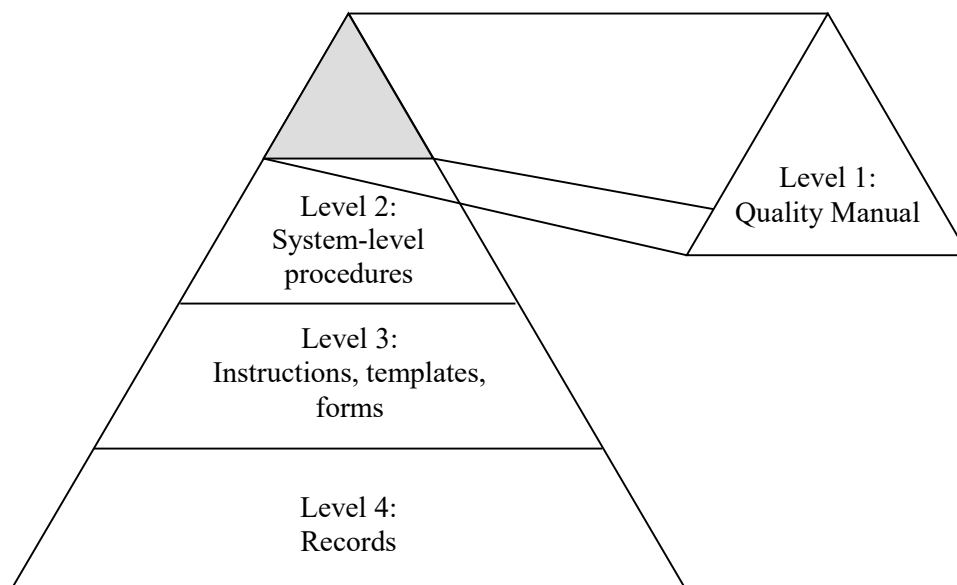 Level 1:
Quality Manual
Level 2:
System-level
procedures
Level 3:
Instructions, templates,
forms
Level 4:
Records